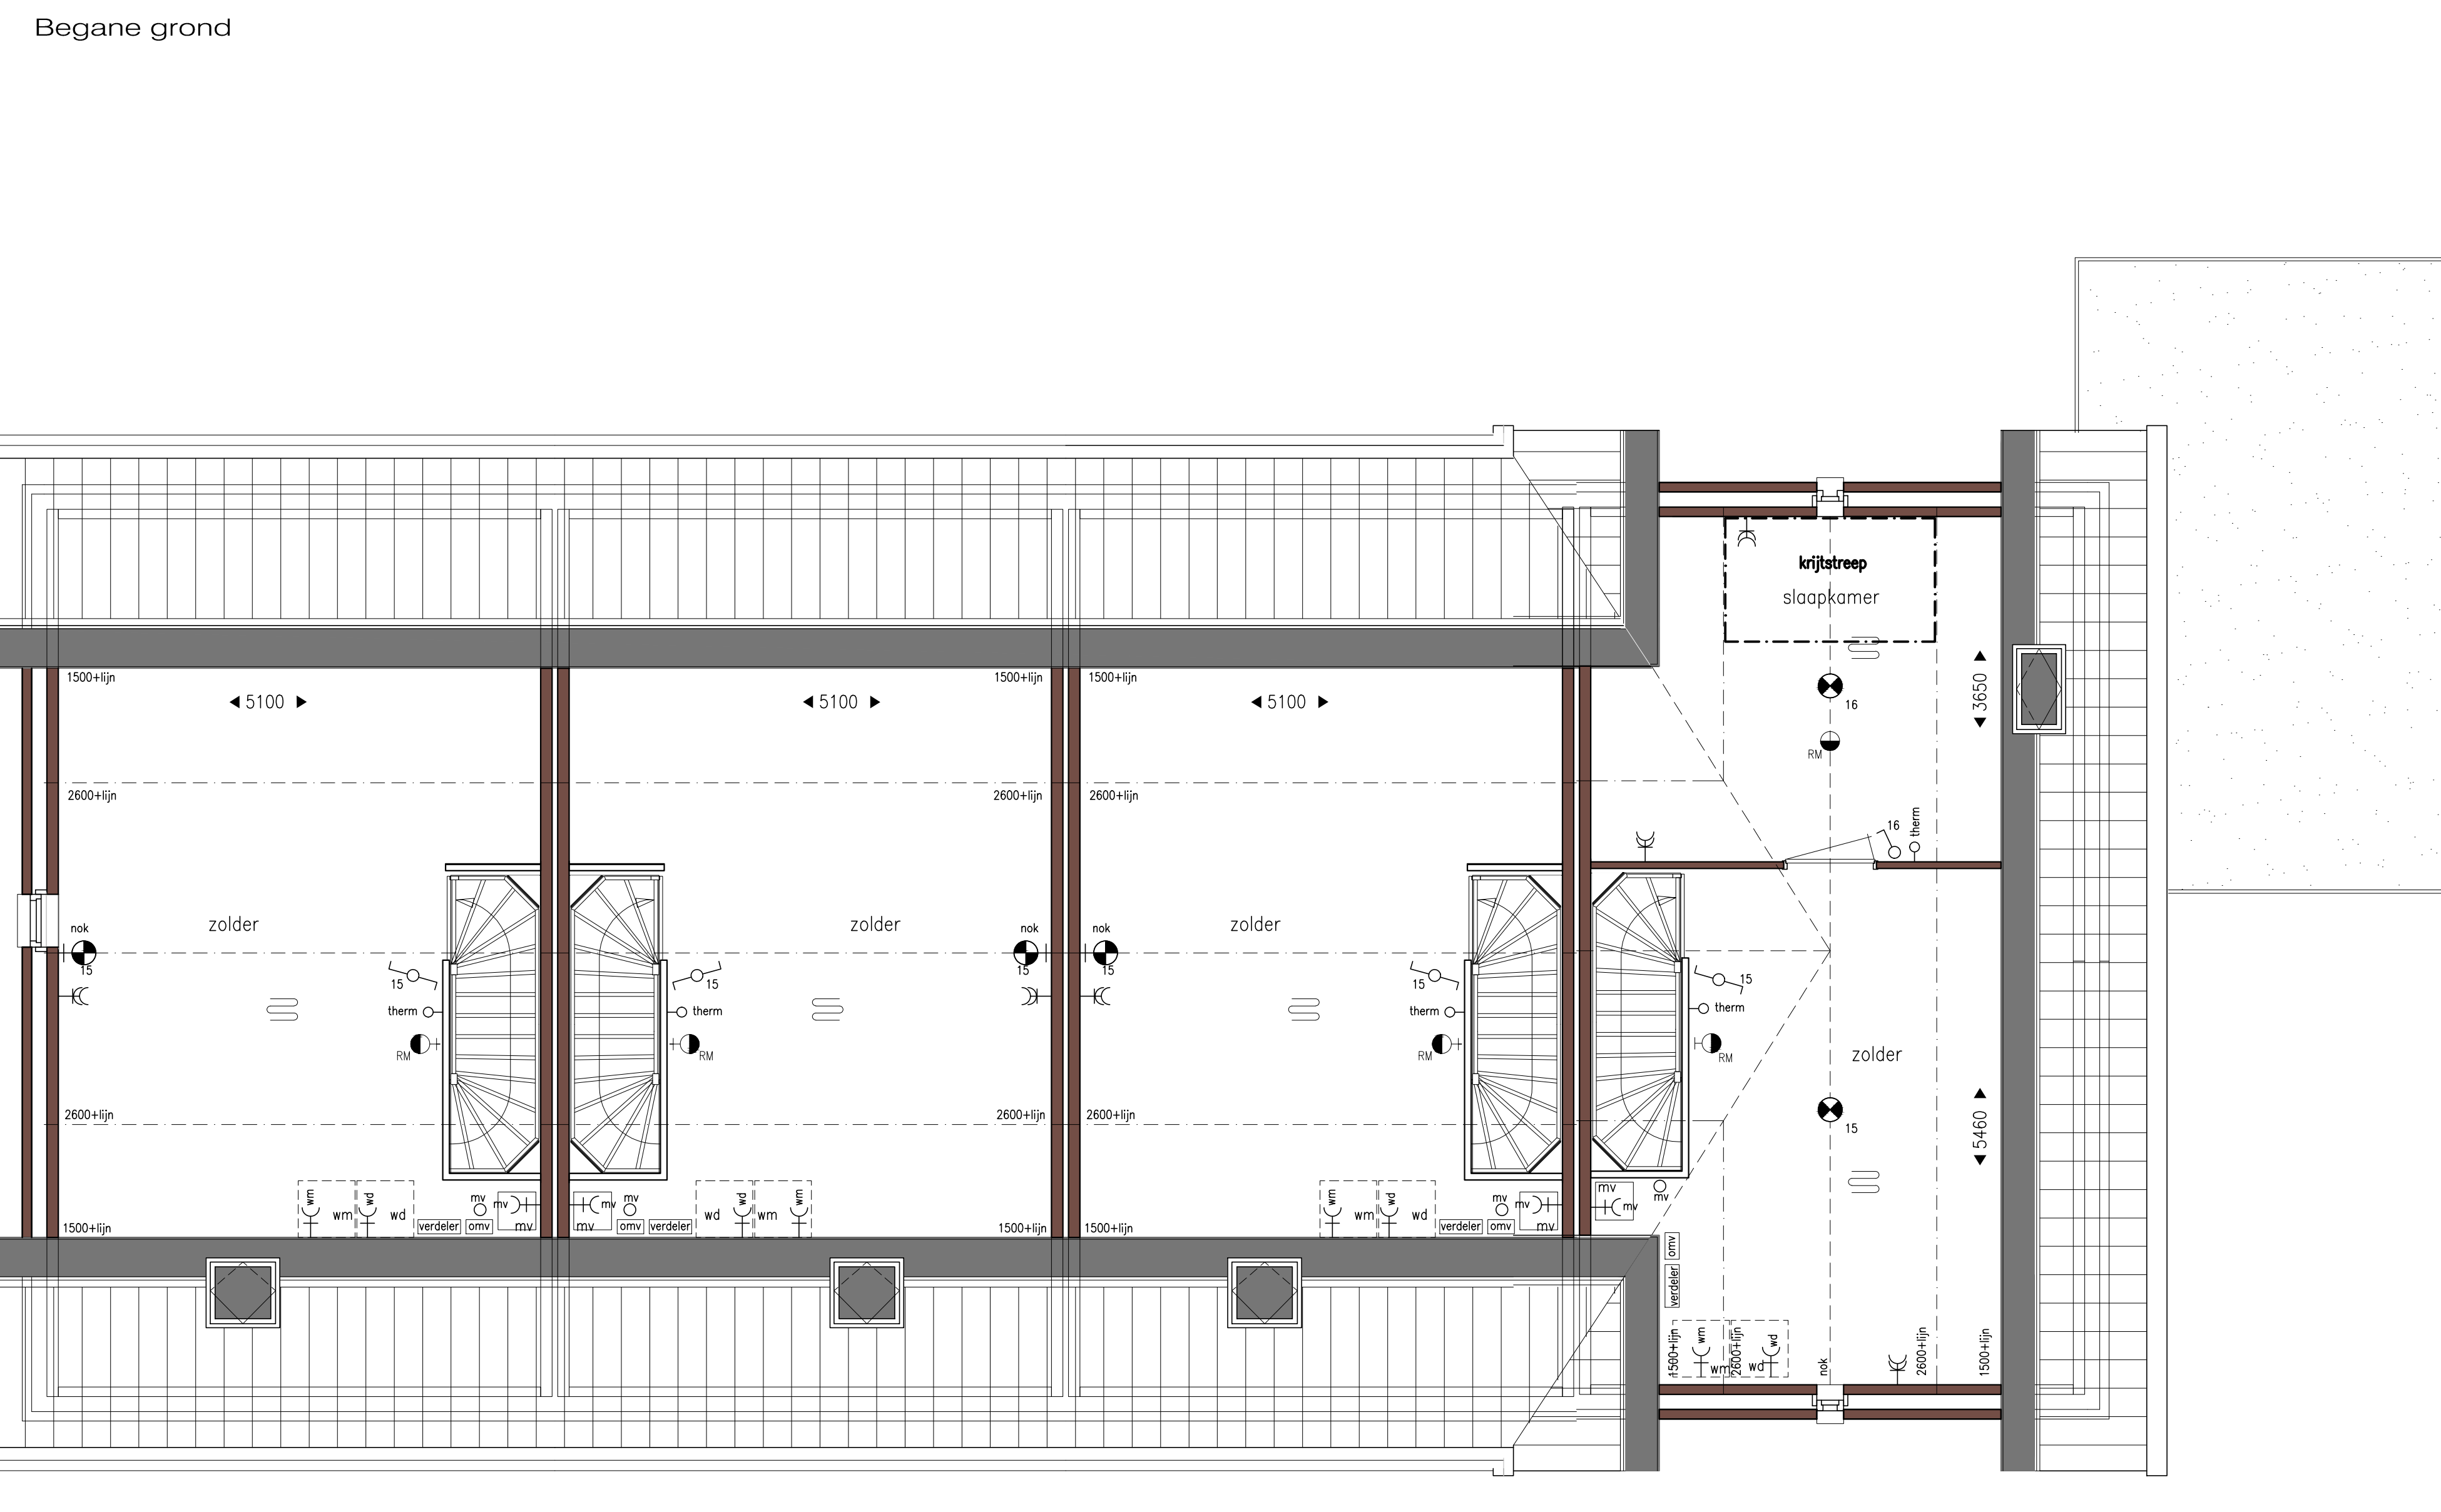 Begane grond
krijtstreep
slaapkamer
1500+lijn
1500+lijn
1500+lijn
5100
5100
5100
3650
16
RM
2600+lijn
2600+lijn
2600+lijn
16
therm
nok
zolder
15
zolder
nok
15
nok
15
zolder
15
therm
RM
15
therm
RM
15
therm
RM
15
therm
RM
zolder
15
5460
2600+lijn
2600+lijn
2600+lijn
wm
wm
wd
wd
mv
mv
mv
verdeler
omv
mv
mv
mv
omv
verdeler
wd
wd
wm
wm
wm
wm
wd
wd
mv
mv
mv
verdeler
omv
mv
mv
mv
1500+lijn
1500+lijn
1500+lijn
omv
verdeler
1500+lijn
wm
wm
2600+lijn
wd
wd
nok
2600+lijn
1500+lijn